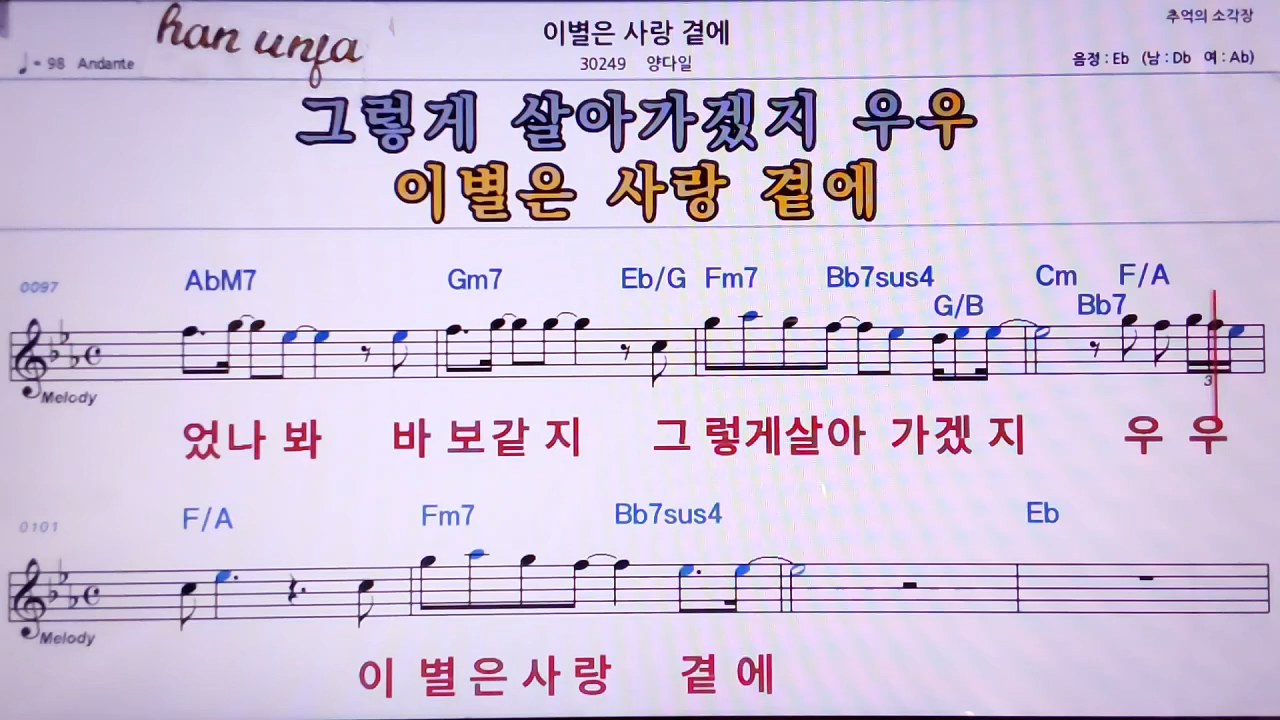 han unfa
이별은 사랑 곁에
추억의 소각장
♩= 98 Andante
30249 양다일
음정 : Eb (남 : Db 여 : Ab)
그렇게 살아가겠지 우우
이별은 사랑 곁에
0097 AbM7 Gm7 Eb/G Fm7 Bb7sus4 G/B Cm Bb7 F/A
3
Melody
었나 봐 바 보같 지 그 렇게살아 가겠 지 우 우
0101 F/A Fm7 Bb7sus4 Eb
Melody
이 별은사랑 곁 에